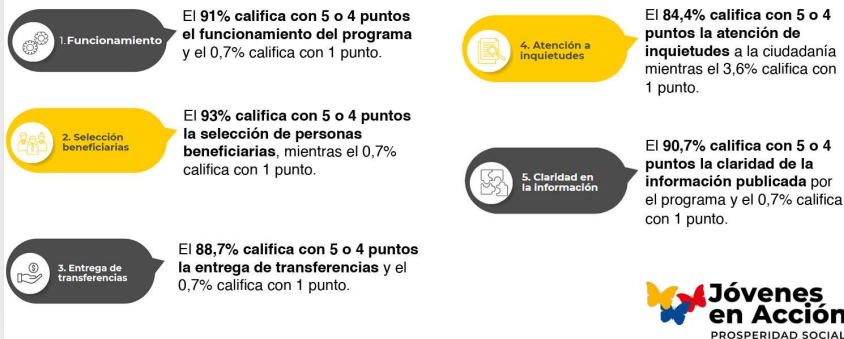 1.Funcionamiento
El 91% califica con 5 o 4 puntos
el funcionamiento del programa
y el 0,7% califica con 1 punto.
2. Selección
beneficiarias
El 93% califica con 5 o 4 puntos
la selección de personas
beneficiarias, mientras el 0,7%
califica con 1 punto.
3. Entrega de
transferencias
El 88,7% califica con 5 o 4 puntos
la entrega de transferencias y el
0,7% califica con 1 punto.
4. Atención a
inquietudes
El 84,4% califica con 5 o 4
puntos la atención de
inquietudes a la ciudadanía
mientras el 3,6% califica con
1 punto.
5. Claridad en
la información
El 90,7% califica con 5 o 4
puntos la claridad de la
información publicada por
el programa y el 0,7% califica
con 1 punto.
Jóvenes
en Acción
PROSPERIDAD SOCIAL